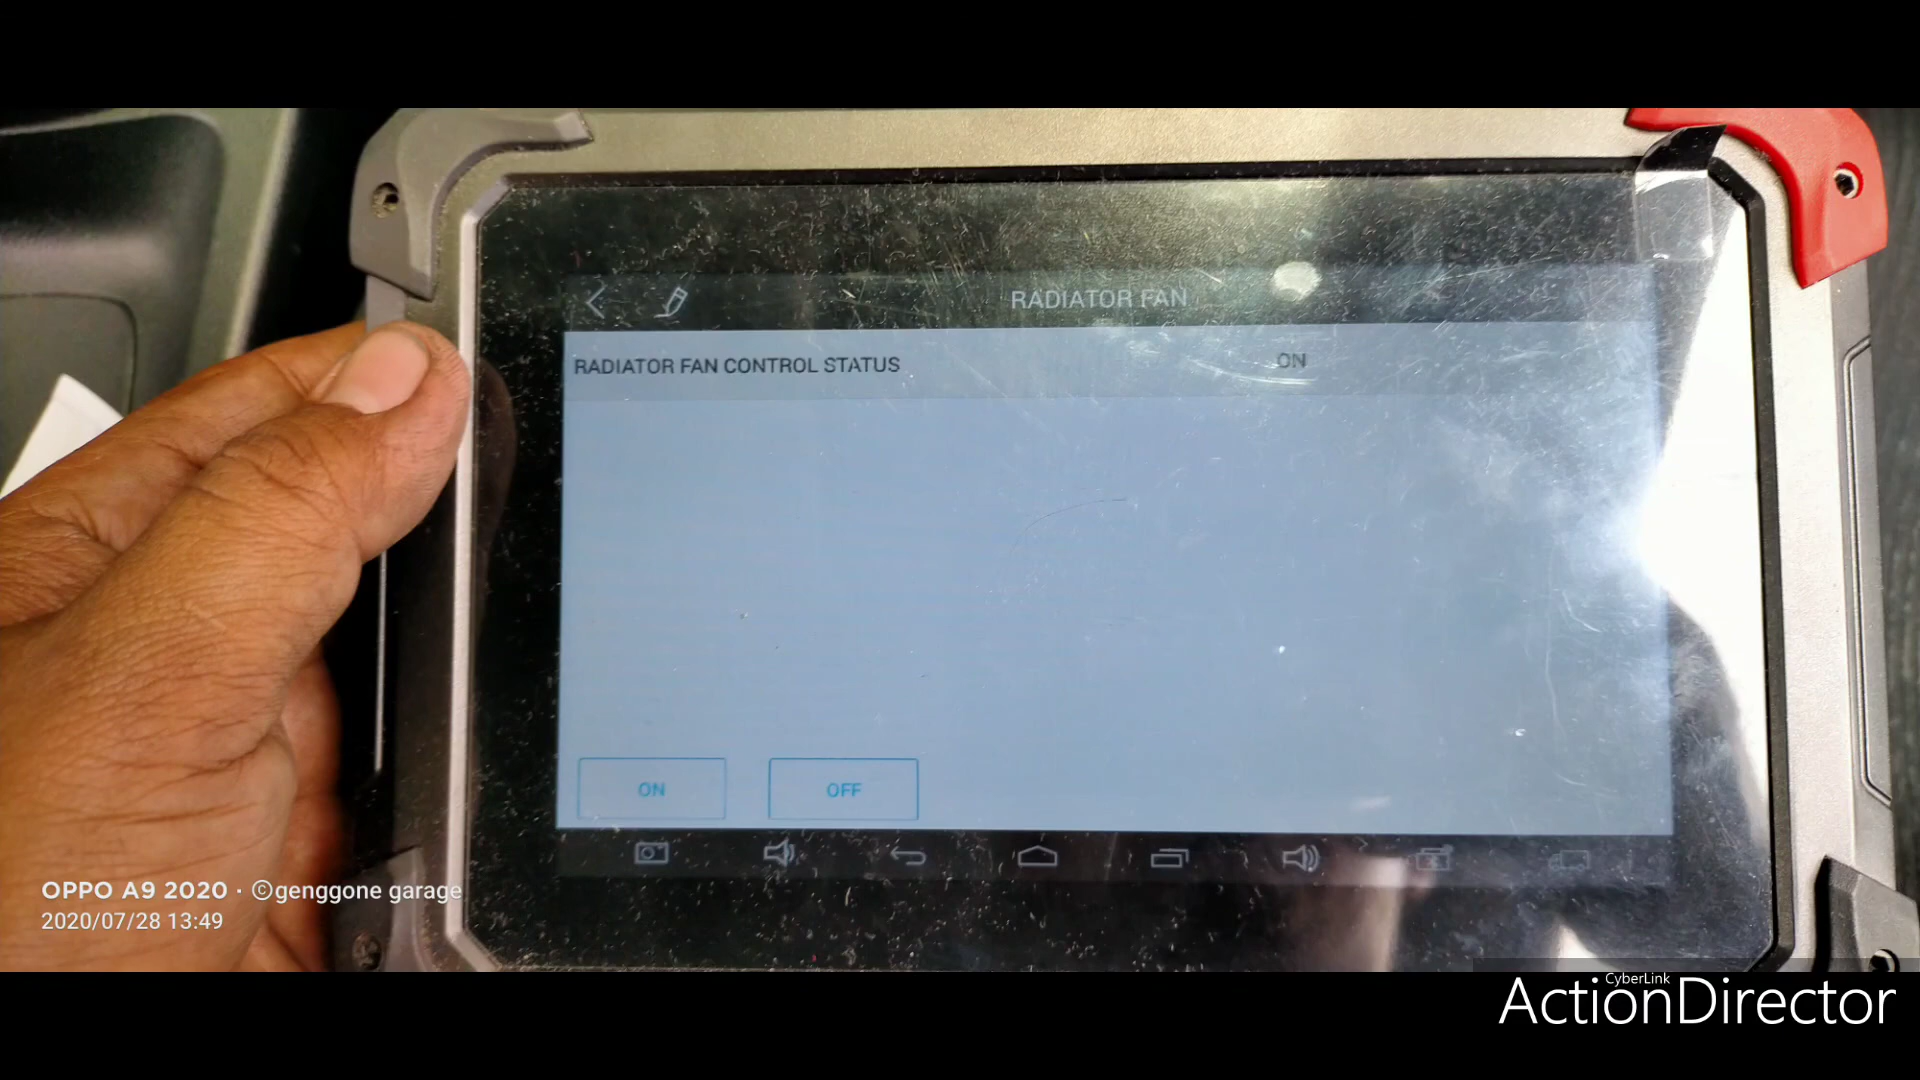 RADIATOR FAN
RADIATOR FAN CONTROL STATUS ON
ON OFF
OPPO A9 2020 · ©genggone garage
2020/07/28 13:49
CyberLink
ActionDirector